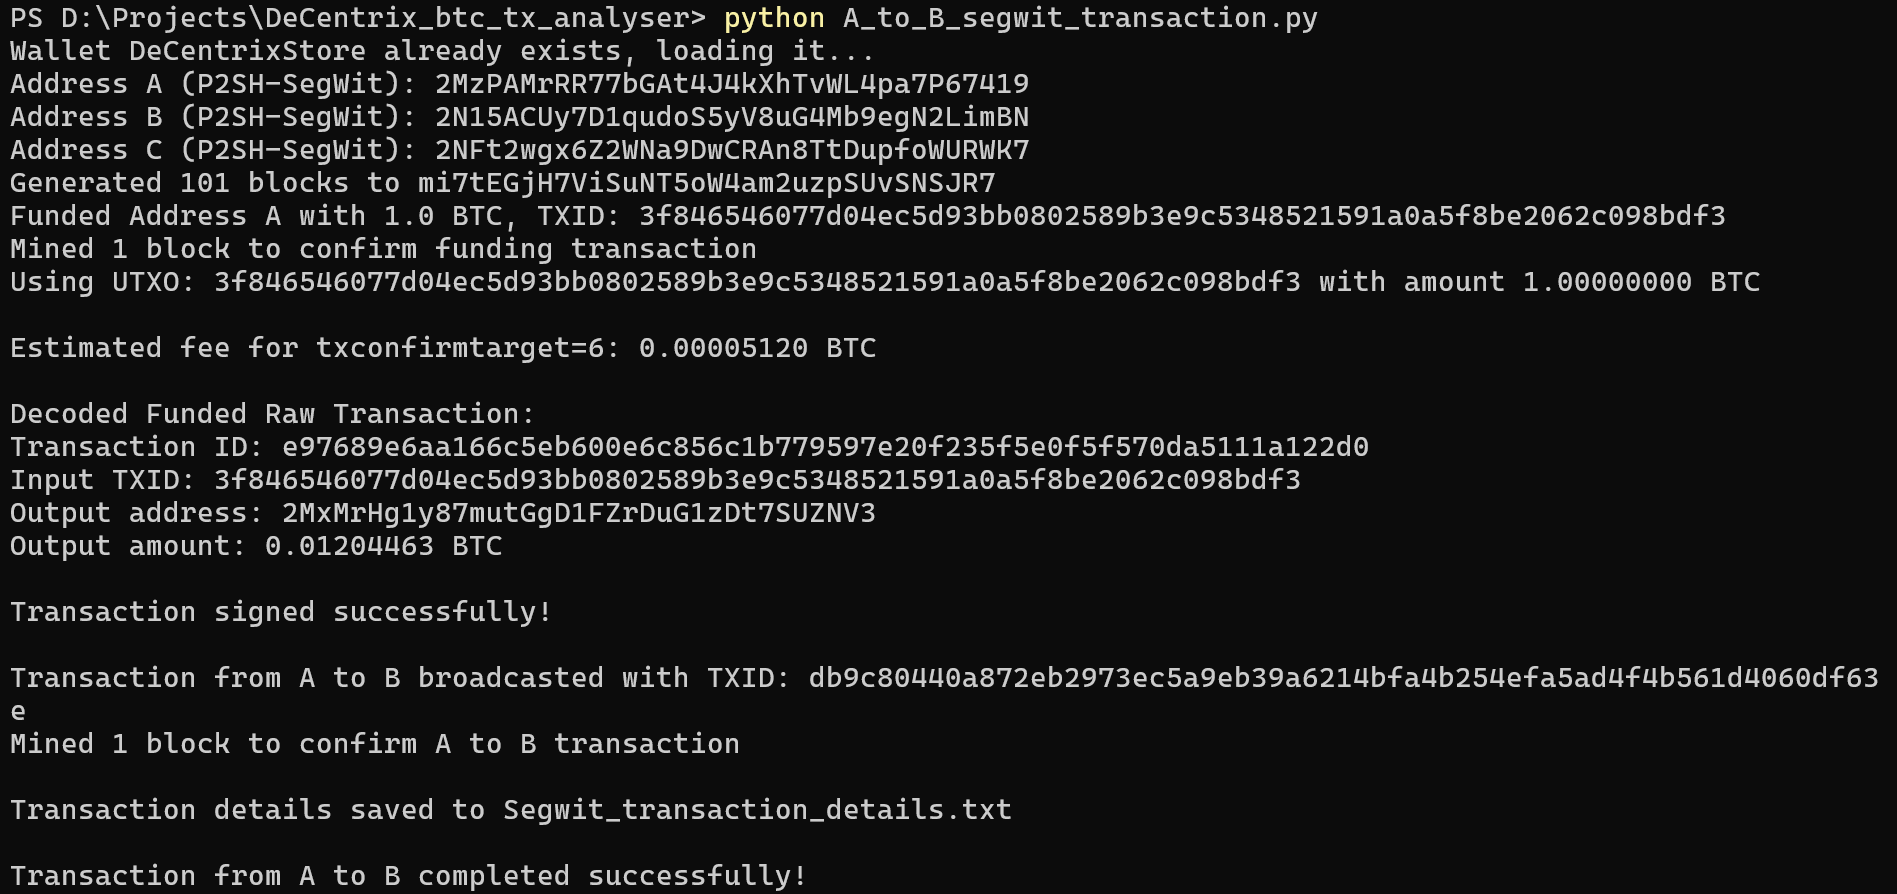 PS D:\Projects\DeCentrix_btc_tx_analyser> python A_to_B_segwit_transaction.py
Wallet DeCentrixStore already exists, loading it...
Address A (P2SH-SegWit): 2MzPAMrRR77bGAt4J4kXhTvWL4pa7P67419
Address B (P2SH-SegWit): 2N15ACUy7D1qudoS5yV8uG4Mb9egN2LimBN
Address C (P2SH-SegWit): 2NFt2wgx6Z2WNa9DwCRAn8TtDupfoWURWK7
Generated 101 blocks to mi7tEGjH7ViSuNT5oW4am2uzpSUvSNSJR7
Funded Address A with 1.0 BTC, TXID: 3f846546077d04ec5d93bb0802589b3e9c5348521591a0a5f8be2062c098bdf3
Mined 1 block to confirm funding transaction
Using UTXO: 3f846546077d04ec5d93bb0802589b3e9c5348521591a0a5f8be2062c098bdf3 with amount 1.00000000 BTC
Estimated fee for txconfirmtarget=6: 0.00005120 BTC
Decoded Funded Raw Transaction:
Transaction ID: e97689e6aa166c5eb600e6c856c1b779597e20f235f5e0f5f570da5111a122d0
Input TXID: 3f846546077d04ec5d93bb0802589b3e9c5348521591a0a5f8be2062c098bdf3
Output address: 2MxMrHg1y87mutGgD1FZrDuG1zDt7SUZNV3
Output amount: 0.01204463 BTC
Transaction signed successfully!
Transaction from A to B broadcasted with TXID: db9c80440a872eb2973ec5a9eb39a6214bfa4b254efa5ad4f4b561d4060df63
e
Mined 1 block to confirm A to B transaction
Transaction details saved to Segwit_transaction_details.txt
Transaction from A to B completed successfully!